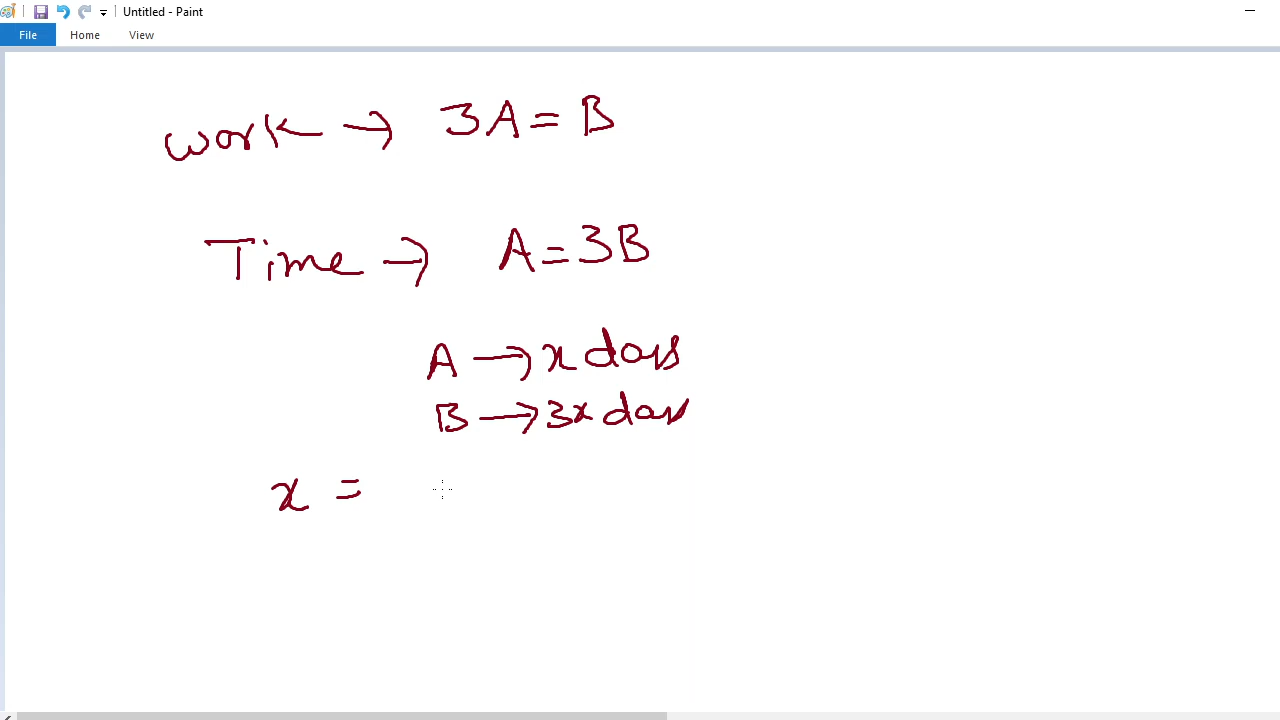 Untitled - Paint
File Home View
work → 3A = B
Time → A = 3B
A → x days
B → 3x days
x =